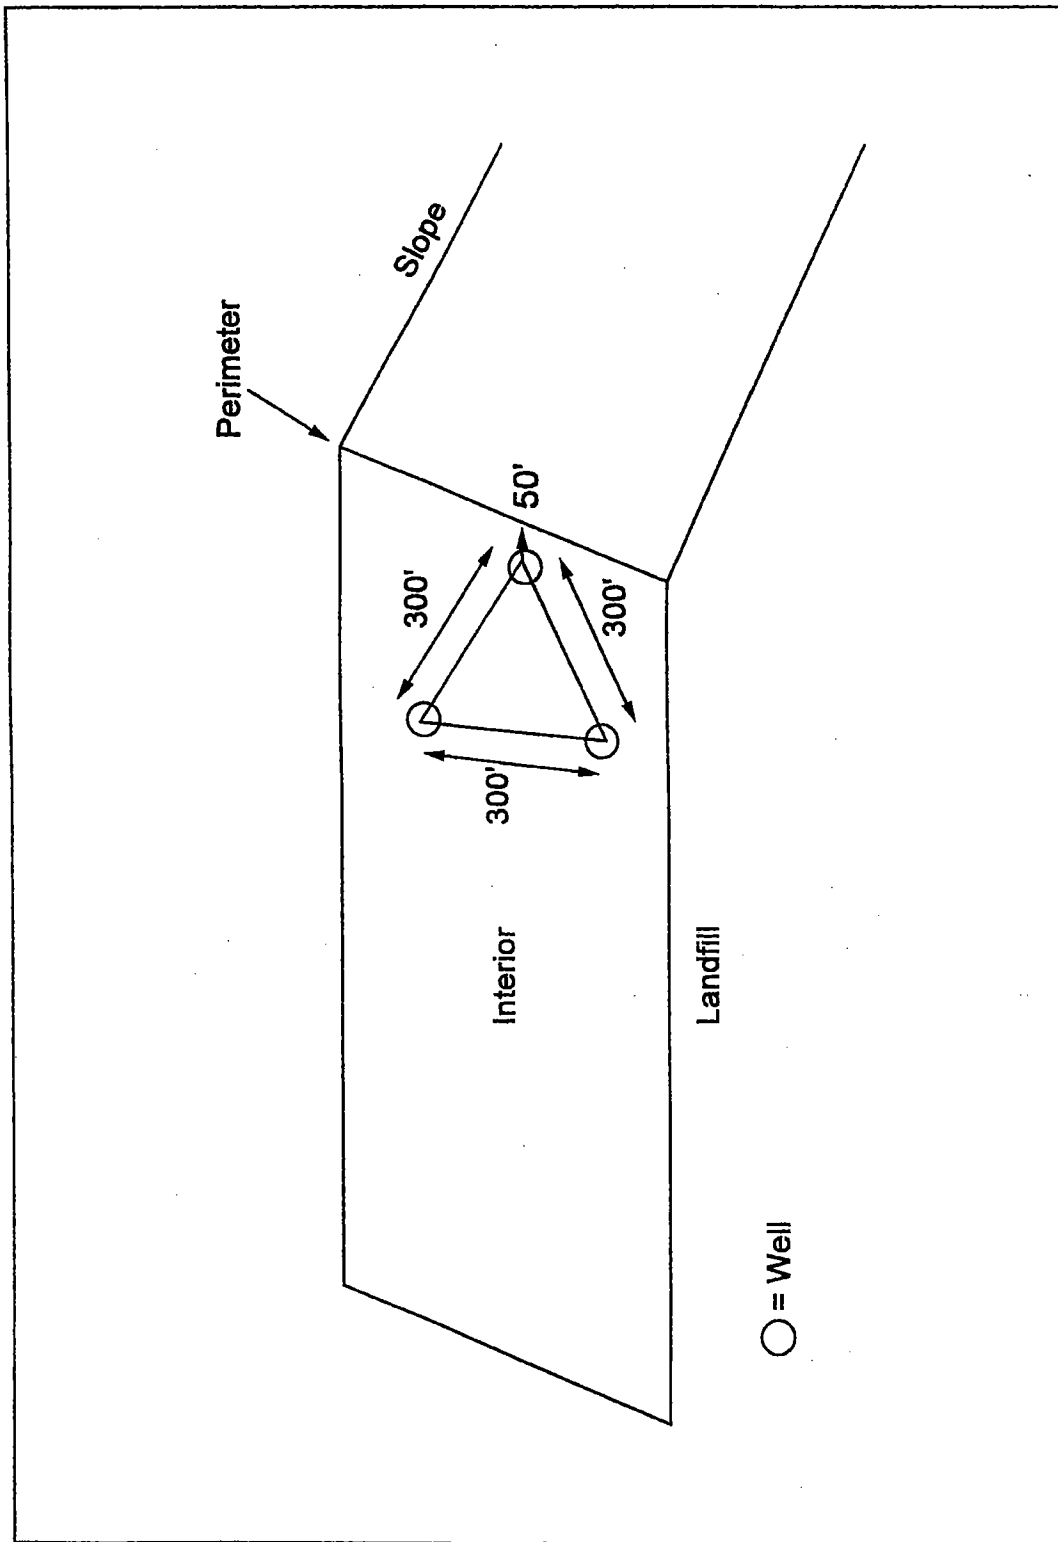 Perimeter
Slope
50'
300'
300'
300'
Interior
Landfill
= Well